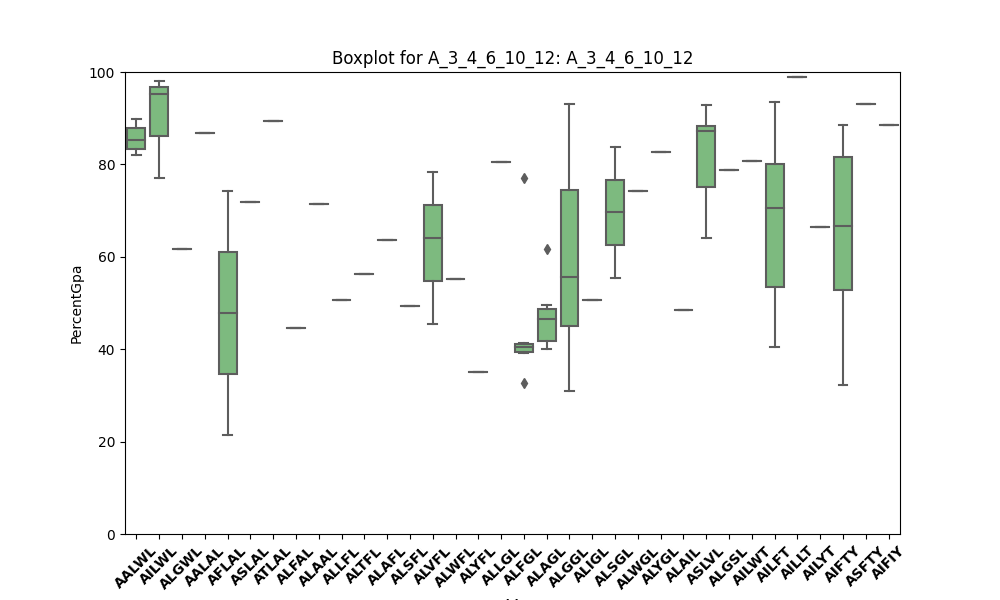 Boxplot for A_3_4_6_10_12: A_3_4_6_10_12
PercentGpa
100
80
60
40
20
0
AALWL
AILWL
ALGWL
AALAL
AFLAL
ASLAL
ATLAL
ALFAL
ALAAL
ALLFL
ALTFL
ALAFL
ALSFL
ALVFL
ALWFL
ALYFL
ALLGL
ALFGL
ALAGL
ALGGL
ALIGL
ALSGL
ALWGL
ALYGL
ALAIL
ASLVL
ALGSL
AILWT
AILFT
AILLT
AILYT
AIFTY
ASFTY
AIFIY